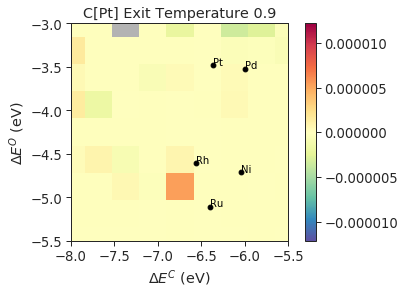 C[Pt] Exit Temperature 0.9
−3.0
−3.5
−4.0
−4.5
−5.0
−5.5
ΔE^O (eV)
Pt
Pd
Rh
Ni
Ru
−8.0 −7.5 −7.0 −6.5 −6.0 −5.5
ΔE^C (eV)
0.000010
0.000005
0.000000
−0.000005
−0.000010